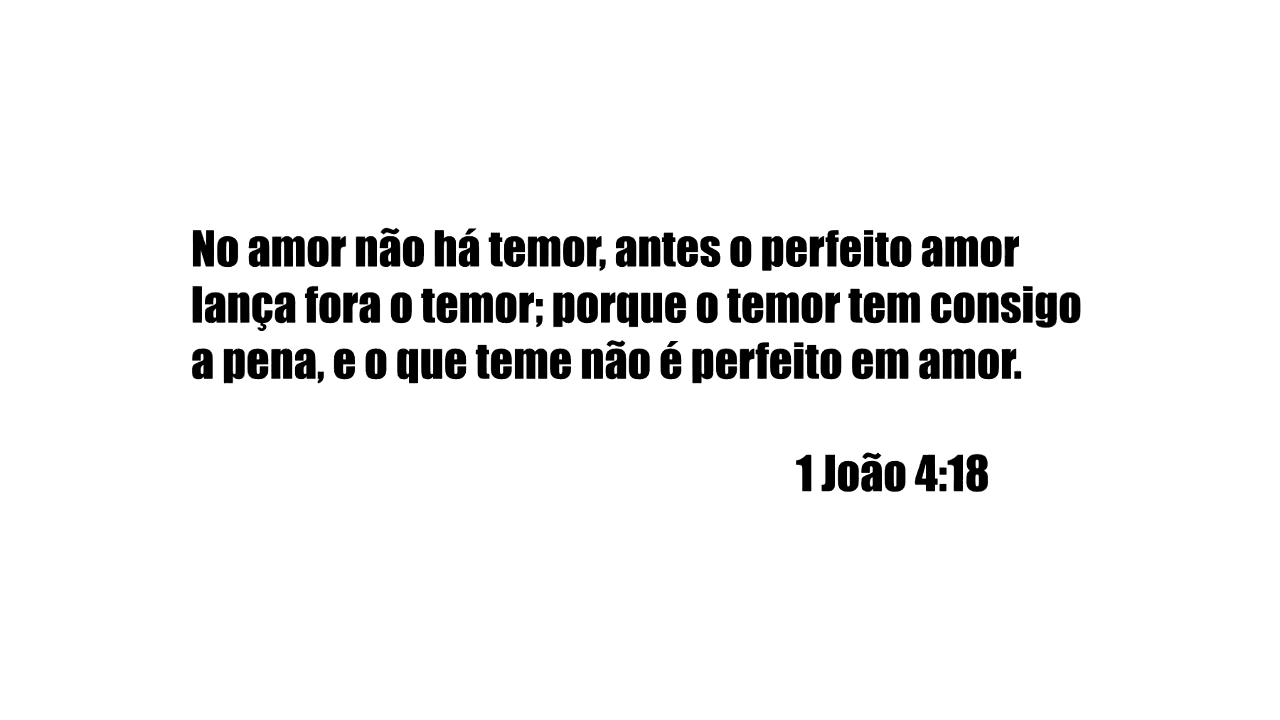 No amor não há temor, antes o perfeito amor
lança fora o temor; porque o temor tem consigo
a pena, e o que teme não é perfeito em amor.
1 João 4:18